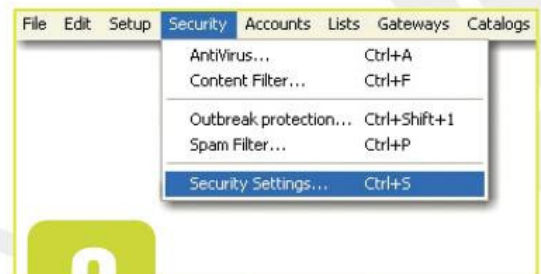 File Edit Setup Security Accounts Lists Gateways Catalogs
AntiVirus... Ctrl+A
Content Filter... Ctrl+F
Outbreak protection... Ctrl+Shift+1
Spam Filter... Ctrl+P
Security Settings... Ctrl+S